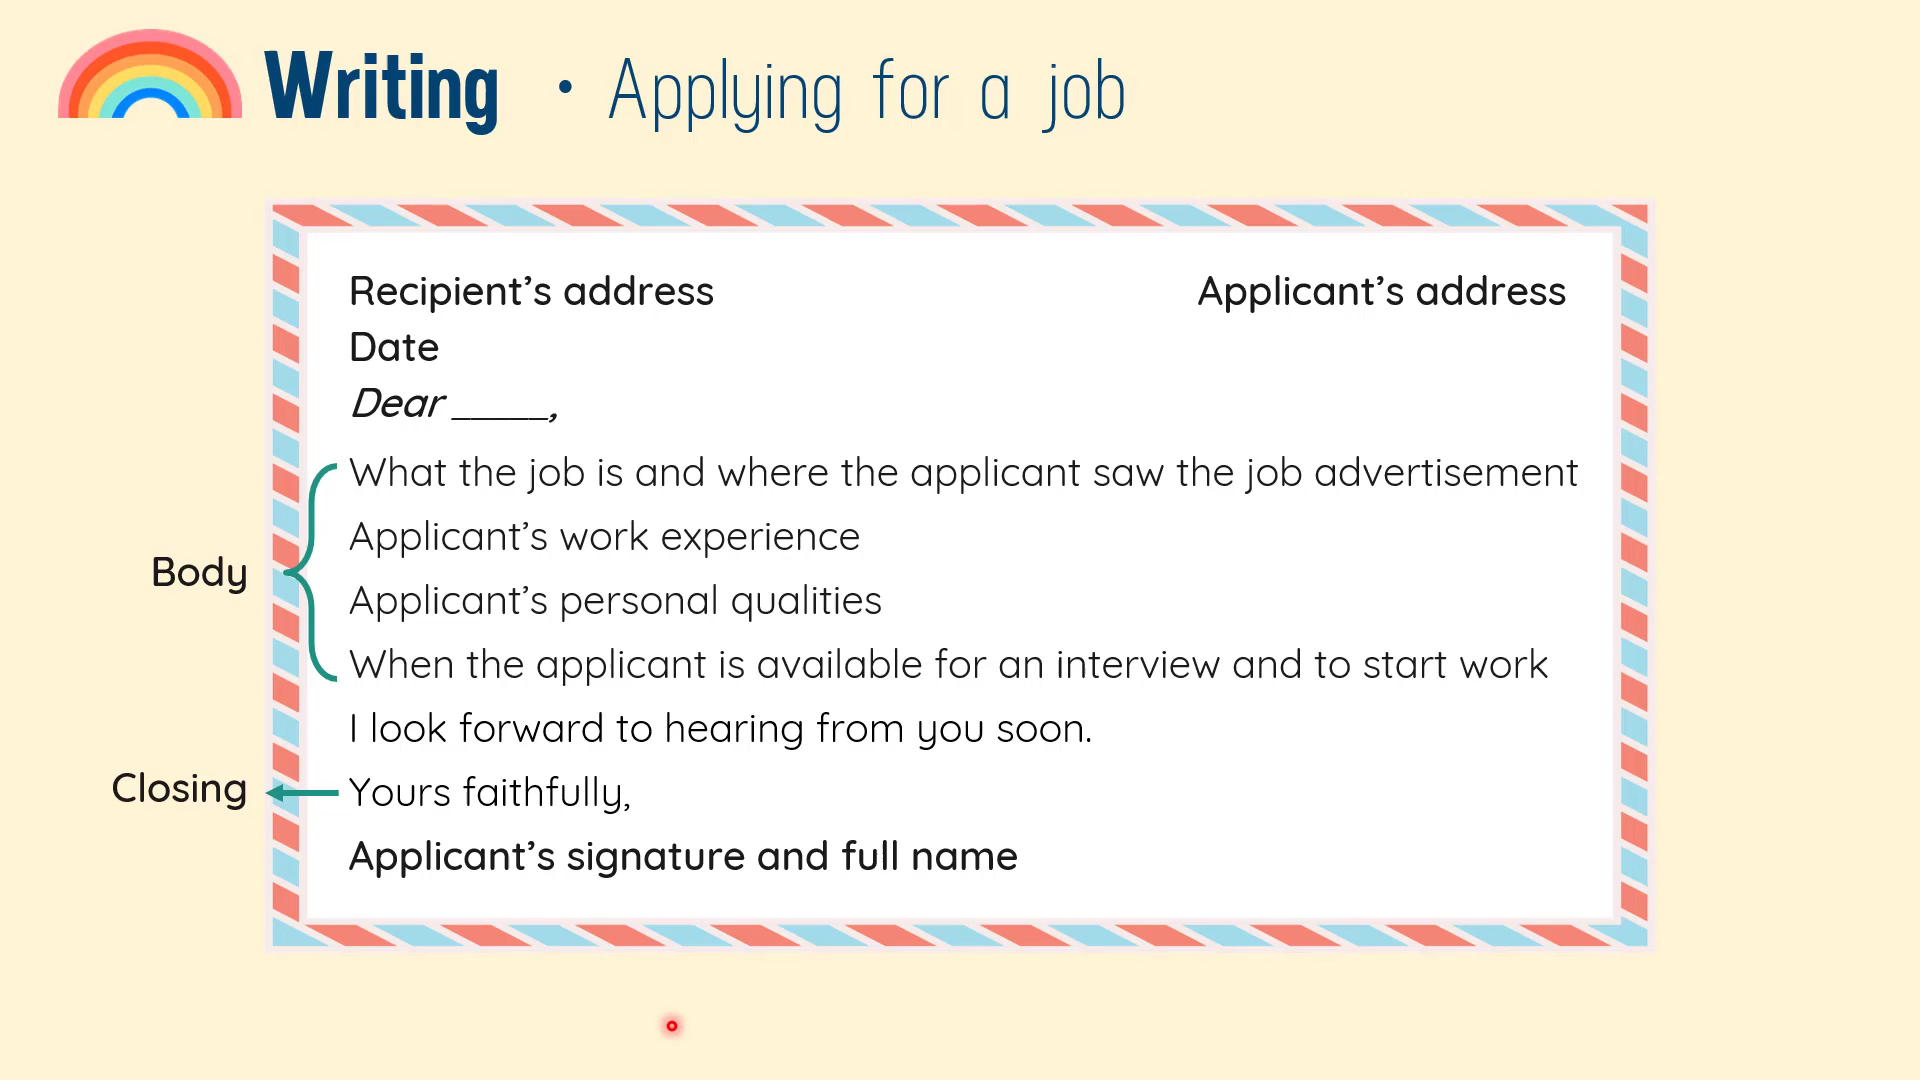 Writing • Applying for a job
Recipient’s address Applicant’s address
Date
Dear _____,
What the job is and where the applicant saw the job advertisement
Applicant’s work experience
Body
Applicant’s personal qualities
When the applicant is available for an interview and to start work
I look forward to hearing from you soon.
Closing
Yours faithfully,
Applicant’s signature and full name